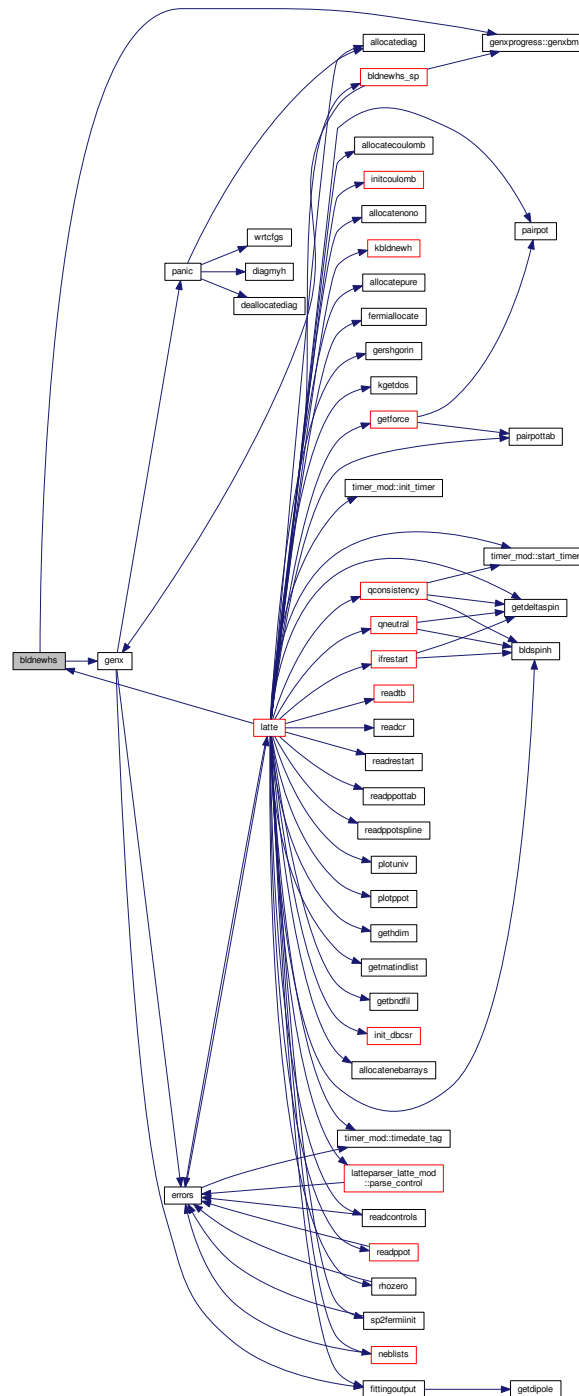 allocatediag
genxprogress::genxbml
bldnewhs_sp
allocatecoulomb
initcoulomb
allocatenono
pairpot
wrtcfgs
kbldnewh
panic
diagmyh
allocatepure
deallocatediag
fermiallocate
gershgorin
kgetdos
getforce
pairpottab
timer_mod::init_timer
timer_mod::start_timer
qconsistency
getdeltaspin
qneutral
bldnewhs
genx
ifrestart
bldspinh
readtb
latte
readcr
readrestart
readppottab
readppotspline
plotuniv
plotppot
gethdim
getmatindlist
getbndfil
init_dbcsr
allocatenebarrays
timer_mod::timedate_tag
latteparser_latte_mod
::parse_control
errors
readcontrols
readppot
rhozero
sp2fermiinit
neblists
fittingoutput
getdipole